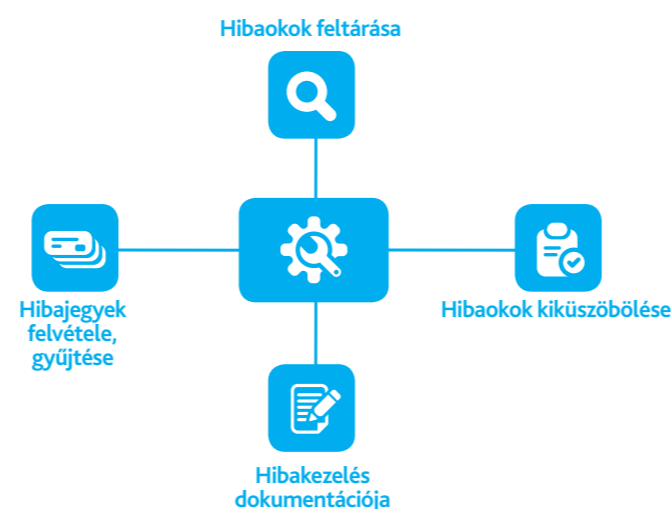 Hibaokok feltárása
Hibajegyek
felvétele,
gyűjtése
Hibaokok kiküszöbölése
Hibakezelés
dokumentációja